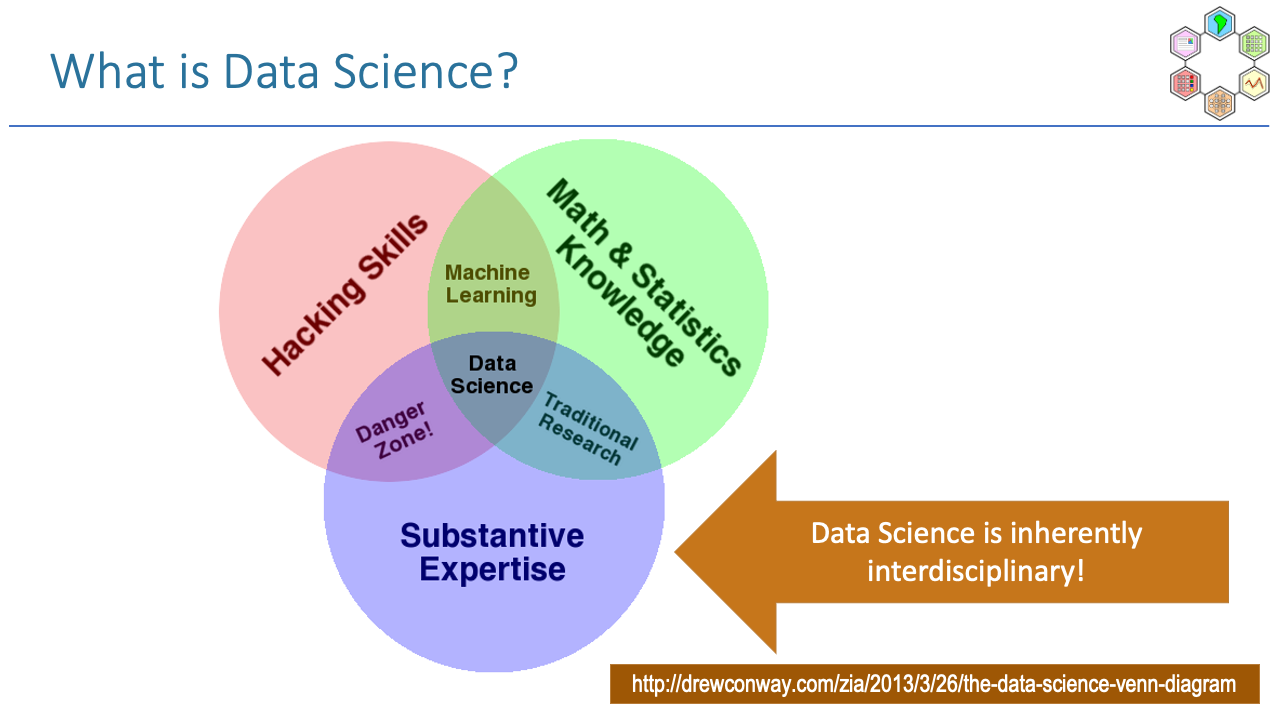 What is Data Science?
Hacking Skills
Math & Statistics
Knowledge
Machine
Learning
Data
Science
Danger
Zone!
Traditional
Research
Substantive
Expertise
Data Science is inherently
interdisciplinary!
http://drewconway.com/zia/2013/3/26/the-data-science-venn-diagram